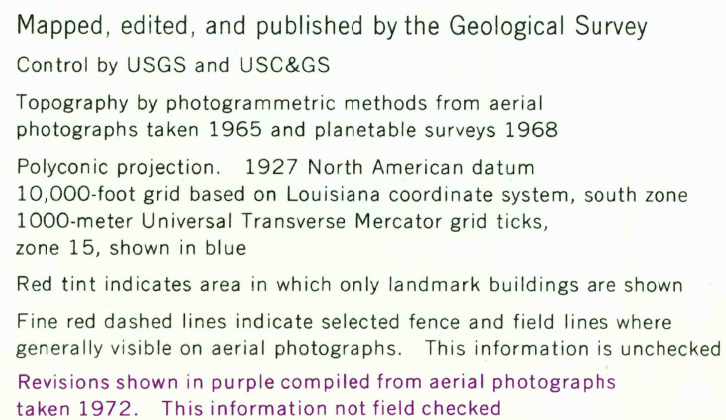 Mapped, edited, and published by the Geological Survey
Control by USGS and USC&GS
Topography by photogrammetric methods from aerial
photographs taken 1965 and planetable surveys 1968
Polyconic projection. 1927 North American datum
10,000-foot grid based on Louisiana coordinate system, south zone
1000-meter Universal Transverse Mercator grid ticks,
zone 15, shown in blue
Red tint indicates area in which only landmark buildings are shown
Fine red dashed lines indicate selected fence and field lines where
generally visible on aerial photographs. This information is unchecked
Revisions shown in purple compiled from aerial photographs
taken 1972. This information not field checked